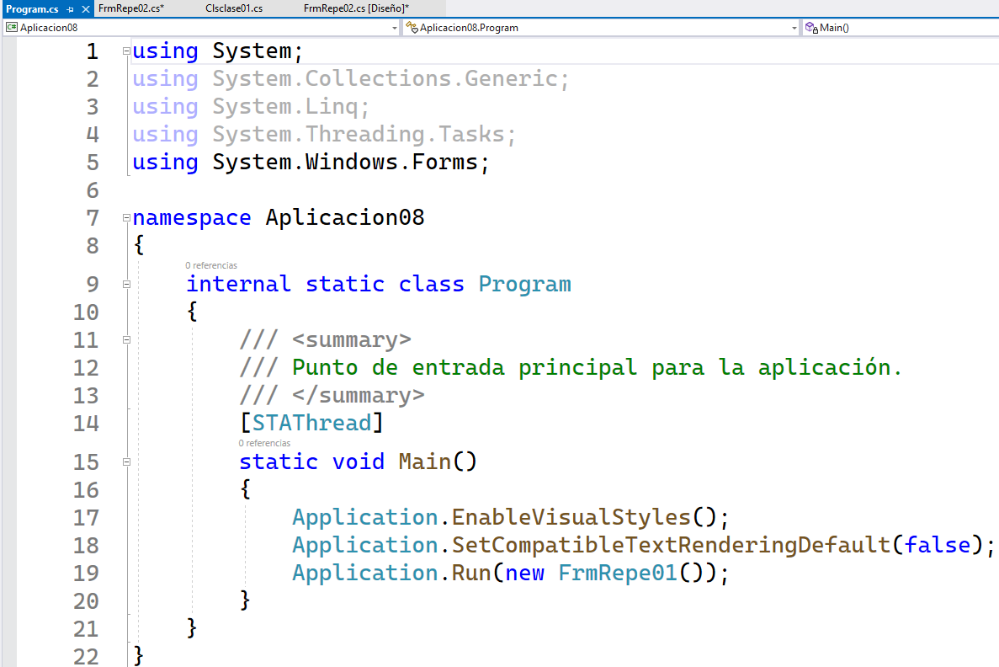 Program.cs FrmRepe02.cs* Clsclase01.cs FrmRepe02.cs [Diseño]*
C# Aplicacion08 Aplicacion08.Program Main()
1 using System;
2 using System.Collections.Generic;
3 using System.Linq;
4 using System.Threading.Tasks;
5 using System.Windows.Forms;
6
7 namespace Aplicacion08
8 {
0 referencias
9 internal static class Program
10 {
11 /// <summary>
12 /// Punto de entrada principal para la aplicación.
13 /// </summary>
14 [STAThread]
0 referencias
15 static void Main()
16 {
17 Application.EnableVisualStyles();
18 Application.SetCompatibleTextRenderingDefault(false);
19 Application.Run(new FrmRepe01());
20 }
21 }
22 }